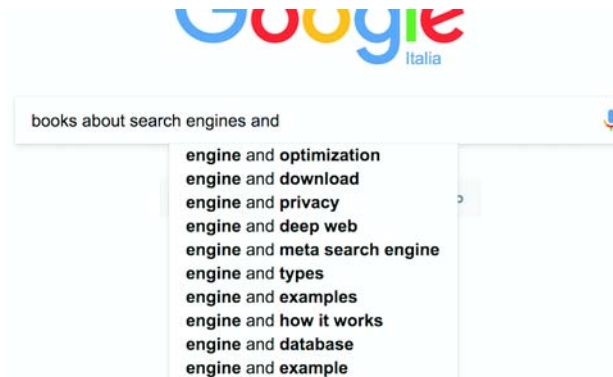 Google
Italia
books about search engines and
engine and optimization
engine and download
engine and privacy
engine and deep web
engine and meta search engine
engine and types
engine and examples
engine and how it works
engine and database
engine and example